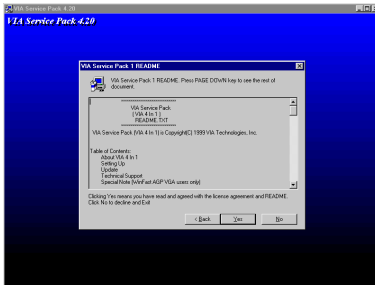 VIA Service Pack 4.20
VIA Service Pack 4.20
VIA Service Pack 1 README
VIA Service Pack 1 README. Press PAGE DOWN key to see the rest of
document.
VIA Service Pack
( VIA 4 In 1 )
README.TXT
VIA Service Pack (VIA 4 In 1) is Copyright(C) 1999 VIA Technologies, Inc.
Table of Contents:
About VIA 4 In 1
Setting Up
Update
Technical Support
Special Note (WinFast AGP VGA users only)
Clicking Yes means you have read and agreed with the license agreement and README.
Click No to decline and Exit
< Back
Yes
No